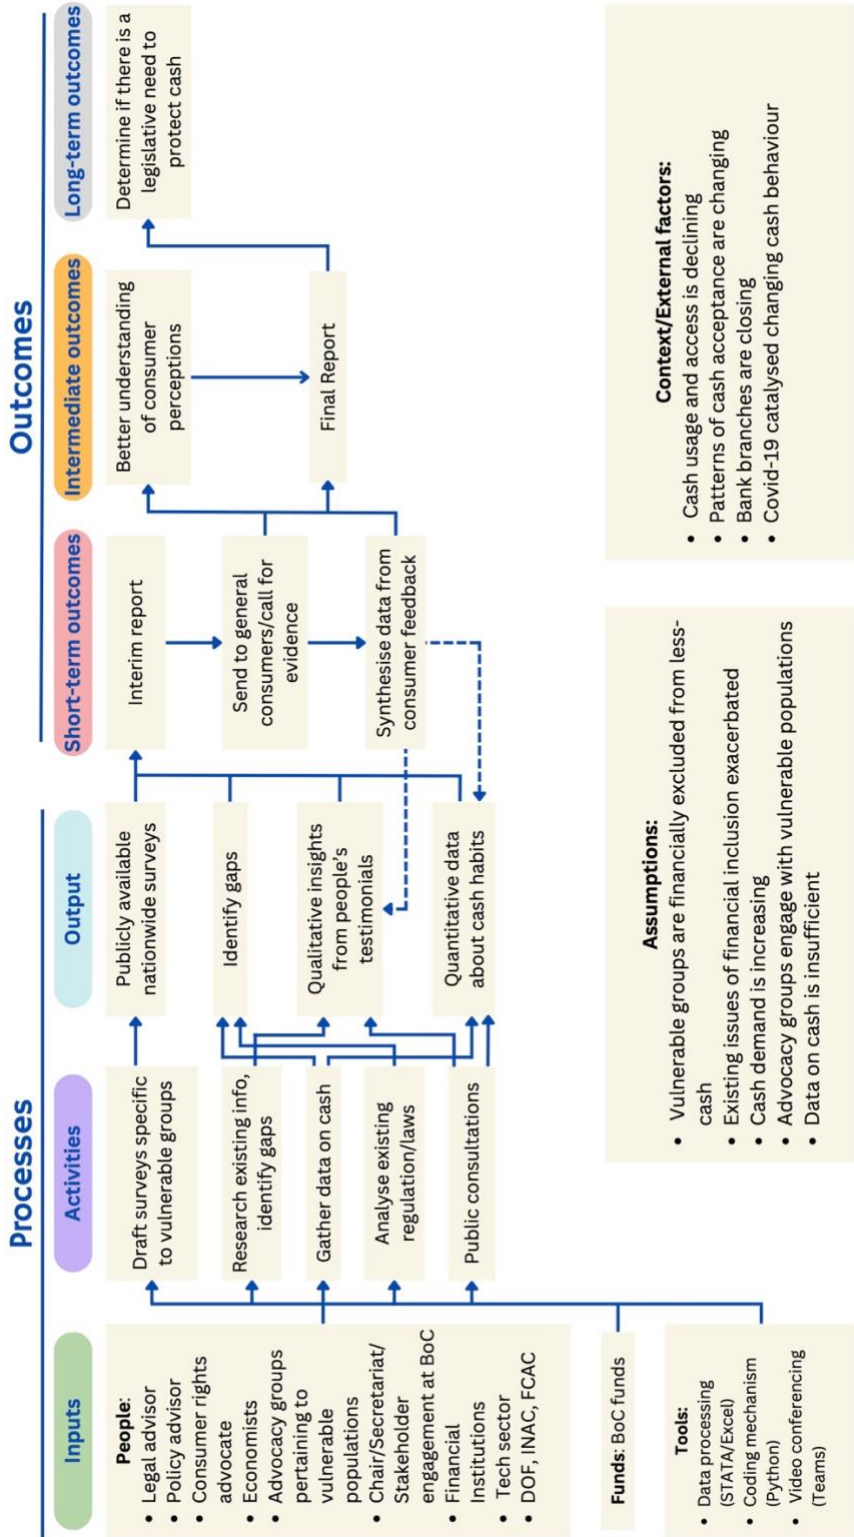 Processes
Outcomes
Inputs
Activities
Output
Short-term outcomes
Intermediate outcomes
Long-term outcomes
People:
• Legal advisor
• Policy advisor
• Consumer rights
advocate
• Economists
• Advocacy groups
pertaining to
vulnerable
populations
• Chair/Secretariat/
Stakeholder
engagement at BoC
• Financial
Institutions
• Tech sector
• DOF, INAC, FCAC
Funds: BoC funds
Tools:
• Data processing
(STATA/Excel)
• Coding mechanism
(Python)
• Video conferencing
(Teams)
Draft surveys specific
to vulnerable groups
Research existing info,
identify gaps
Gather data on cash
Analyse existing
regulation/laws
Public consultations
Publicly available
nationwide surveys
Identify gaps
Qualitative insights
from people's
testimonials
Quantitative data
about cash habits
Interim report
Send to general
consumers/call for
evidence
Synthesise data from
consumer feedback
Better understanding
of consumer
perceptions
Final Report
Determine if there is a
legislative need to
protect cash
Assumptions:
• Vulnerable groups are financially excluded from less-
cash
• Existing issues of financial inclusion exacerbated
• Cash demand is increasing
• Advocacy groups engage with vulnerable populations
• Data on cash is insufficient
Context/External factors:
• Cash usage and access is declining
• Patterns of cash acceptance are changing
• Bank branches are closing
• Covid-19 catalysed changing cash behaviour